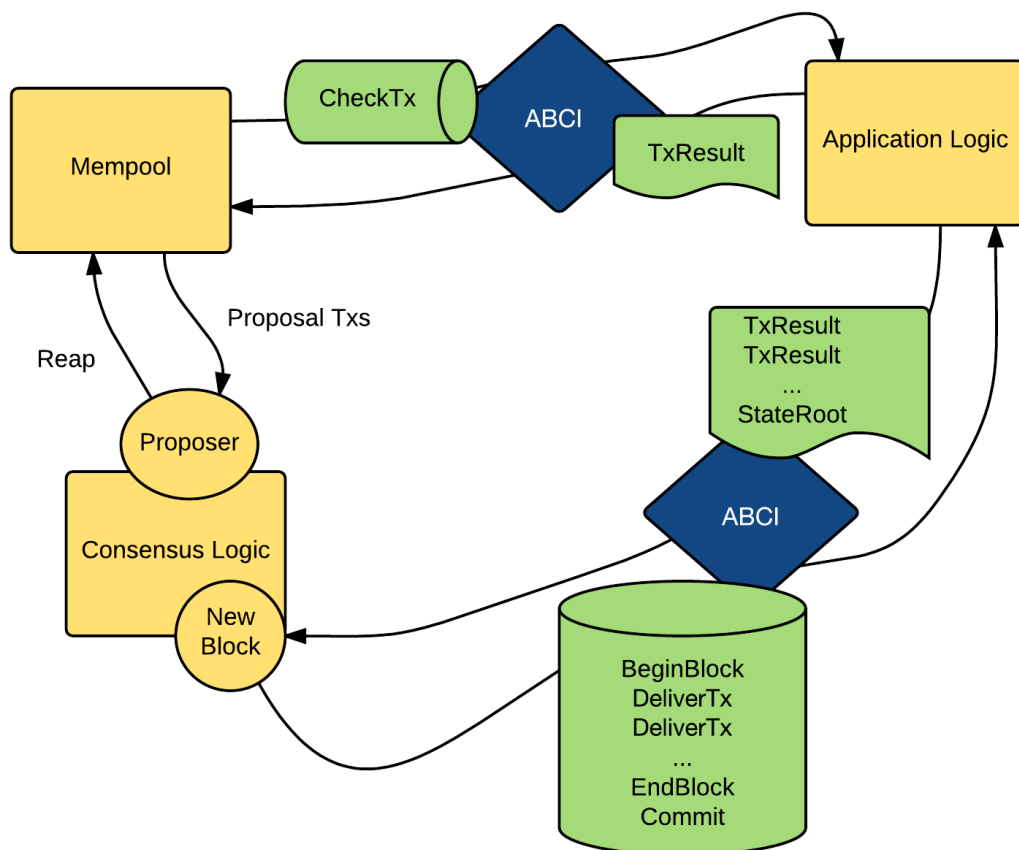 CheckTx
ABCI
TxResult
Mempool
Application Logic
Proposal Txs
Reap
TxResult
TxResult
...
StateRoot
Proposer
ABCI
Consensus Logic
New
Block
BeginBlock
DeliverTx
DeliverTx
...
EndBlock
Commit